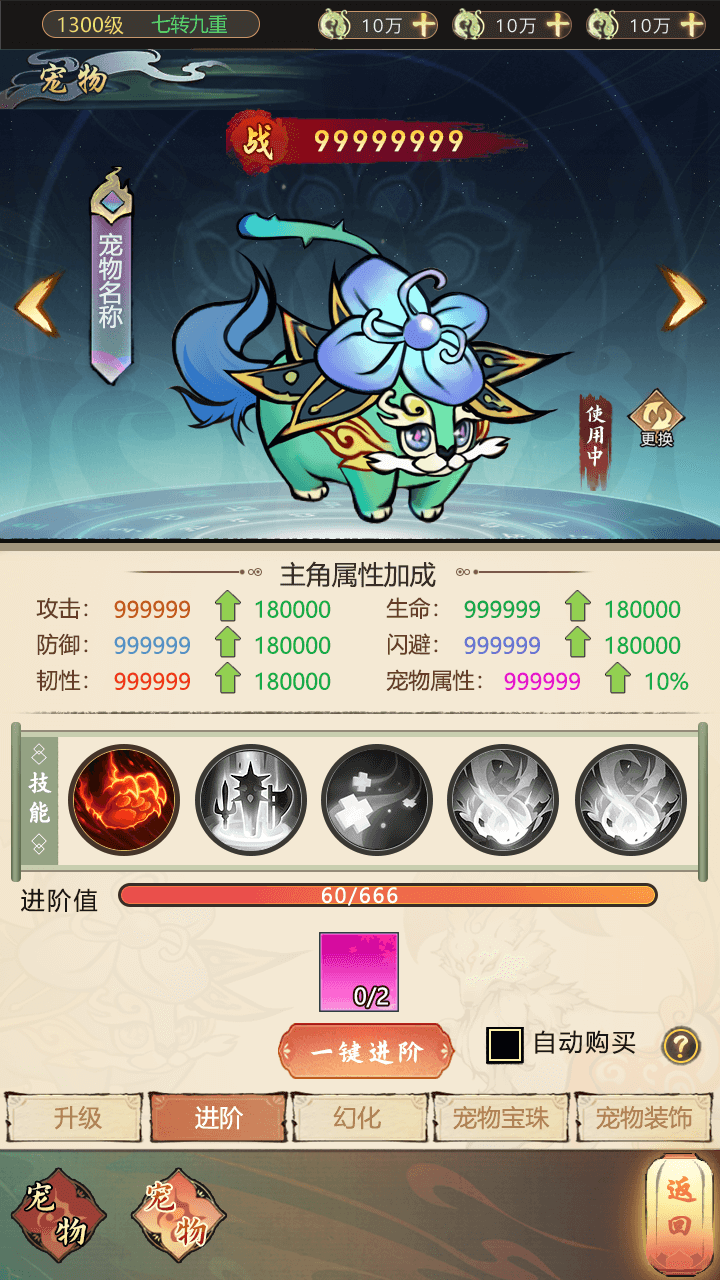 1300级 七转九重 10万 10万 10万
宠物
战 99999999
宠物名称
使用中
更换
主角属性加成
攻击： 999999 180000 生命： 999999 180000
防御： 999999 180000 闪避： 999999 180000
韧性： 999999 180000 宠物属性： 999999 10%
技能
进阶值 60/666
0/2
一键进阶 自动购买 ?
升级 进阶 幻化 宠物宝珠 宠物装饰
宠物 宠物 返回